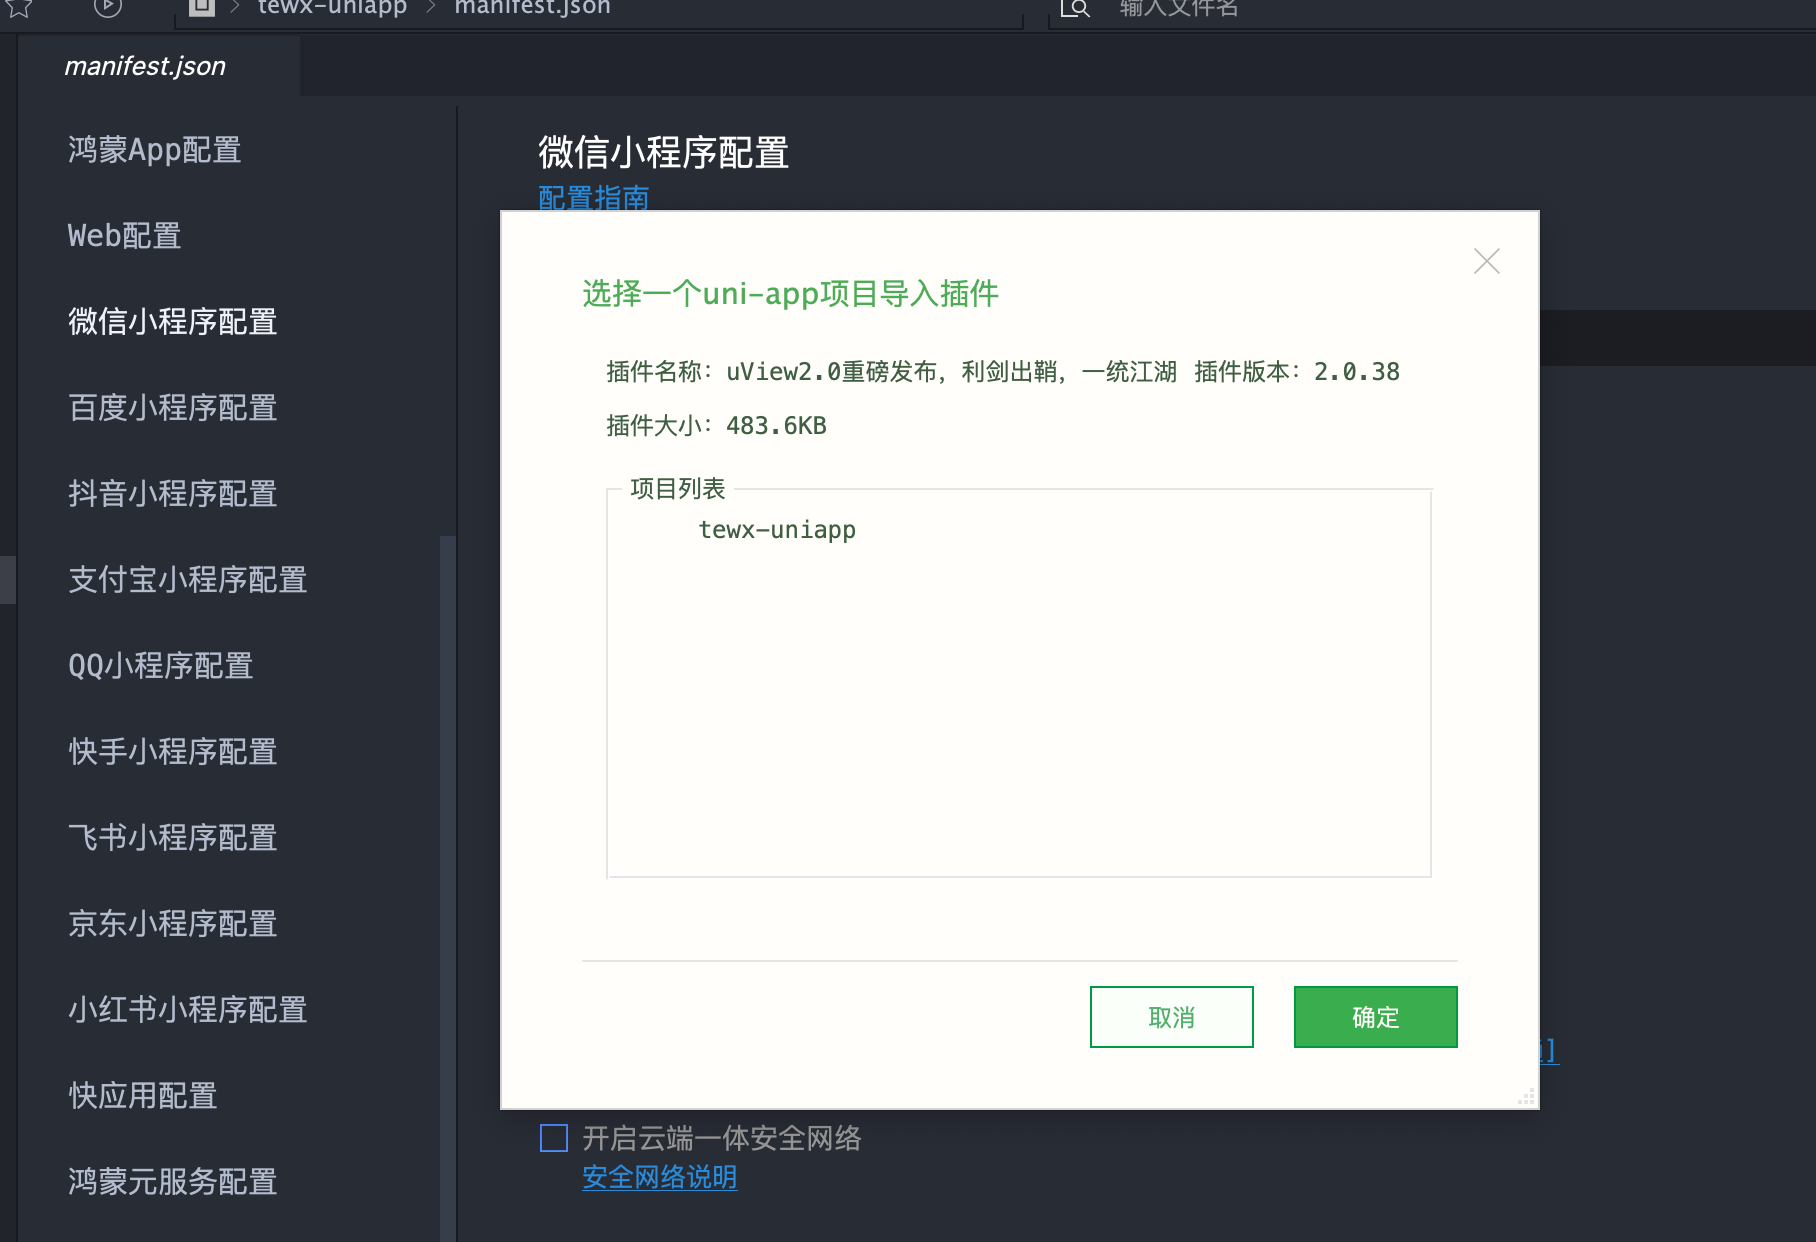 tewx-uniapp > manifest.json
输入文件名
manifest.json
鸿蒙App配置
Web配置
微信小程序配置
百度小程序配置
抖音小程序配置
支付宝小程序配置
QQ小程序配置
快手小程序配置
飞书小程序配置
京东小程序配置
小红书小程序配置
快应用配置
鸿蒙元服务配置
微信小程序配置
配置指南
选择一个uni-app项目导入插件
插件名称：uView2.0重磅发布，利剑出鞘，一统江湖 插件版本：2.0.38
插件大小：483.6KB
项目列表
tewx-uniapp
取消
确定
]
开启云端一体安全网络
安全网络说明